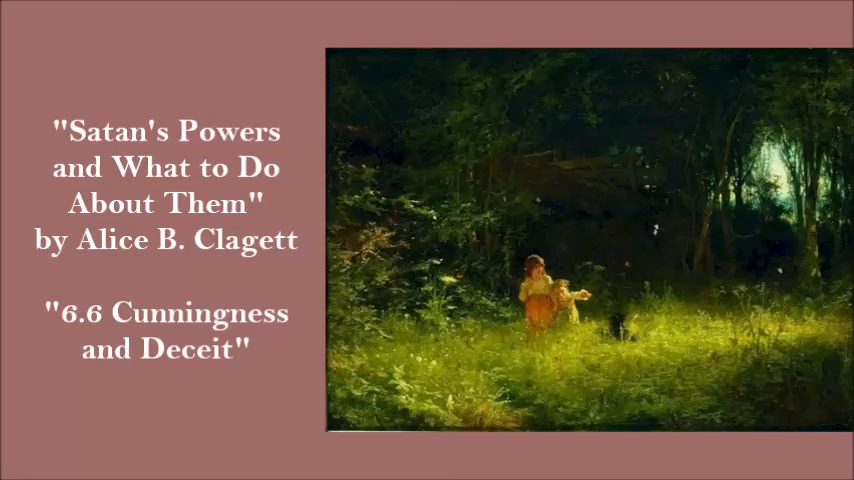 "Satan's Powers
and What to Do
About Them"
by Alice B. Clagett
"6.6 Cunningness
and Deceit"